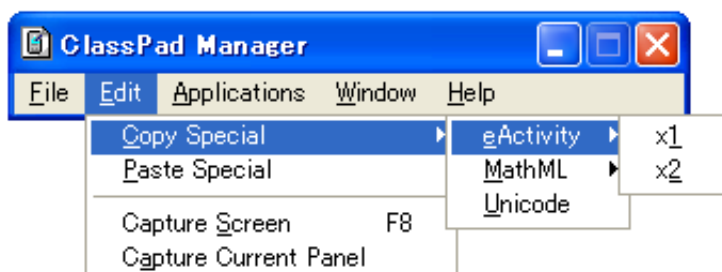 ClassPad Manager
File Edit Applications Window Help
Copy Special eActivity x1
Paste Special MathML x2
Unicode
Capture Screen F8
Capture Current Panel